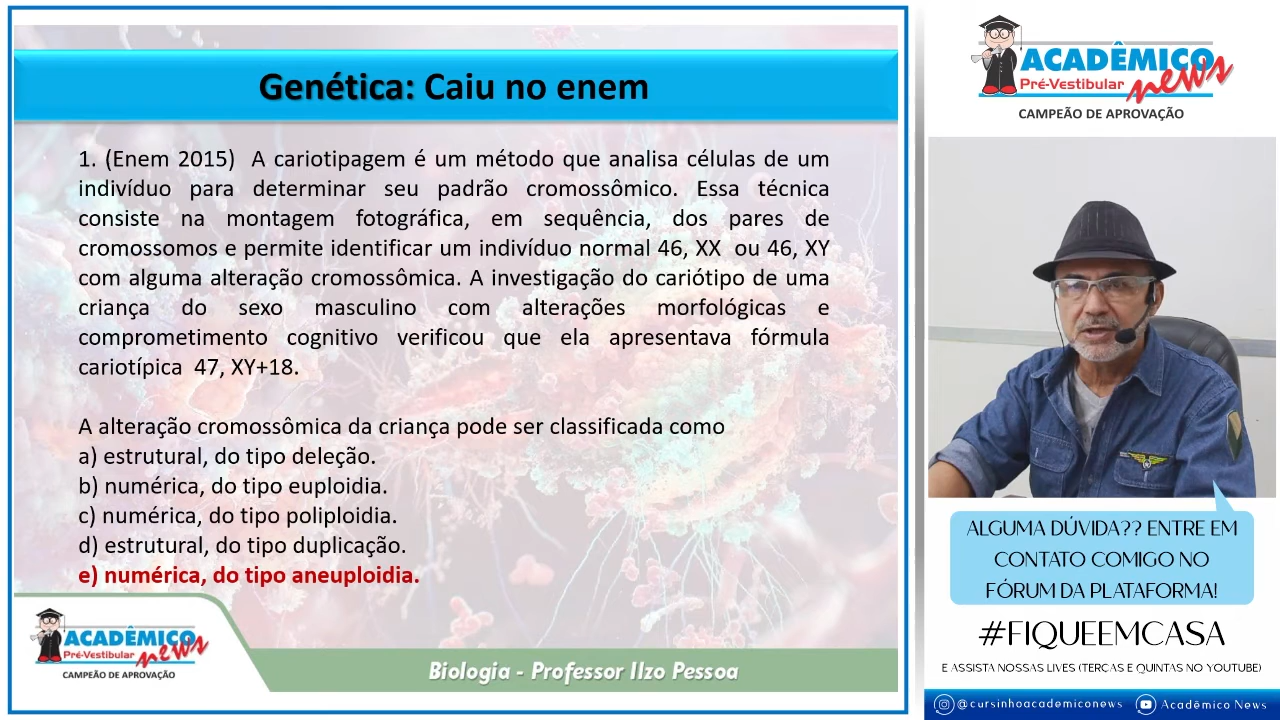 Genética: Caiu no enem
1. (Enem 2015) A cariotipagem é um método que analisa células de um
indivíduo para determinar seu padrão cromossômico. Essa técnica
consiste na montagem fotográfica, em sequência, dos pares de
cromossomos e permite identificar um indivíduo normal 46, XX ou 46, XY
com alguma alteração cromossômica. A investigação do cariótipo de uma
criança do sexo masculino com alterações morfológicas e
comprometimento cognitivo verificou que ela apresentava fórmula
cariotípica 47, XY+18.
A alteração cromossômica da criança pode ser classificada como
a) estrutural, do tipo deleção.
b) numérica, do tipo euploidia.
c) numérica, do tipo poliploidia.
d) estrutural, do tipo duplicação.
e) numérica, do tipo aneuploidia.
ACADÊMICO
Pré-Vestibular news
CAMPEÃO DE APROVAÇÃO
Biologia - Professor Ilzo Pessoa
ACADÊMICO
Pré-Vestibular news
CAMPEÃO DE APROVAÇÃO
ALGUMA DÚVIDA?? ENTRE EM
CONTATO COMIGO NO
FÓRUM DA PLATAFORMA!
#FIQUEEMCASA
E ASSISTA NOSSAS LIVES (TERÇAS E QUINTAS NO YOUTUBE)
@cursinhoacademiconews Acadêmico News